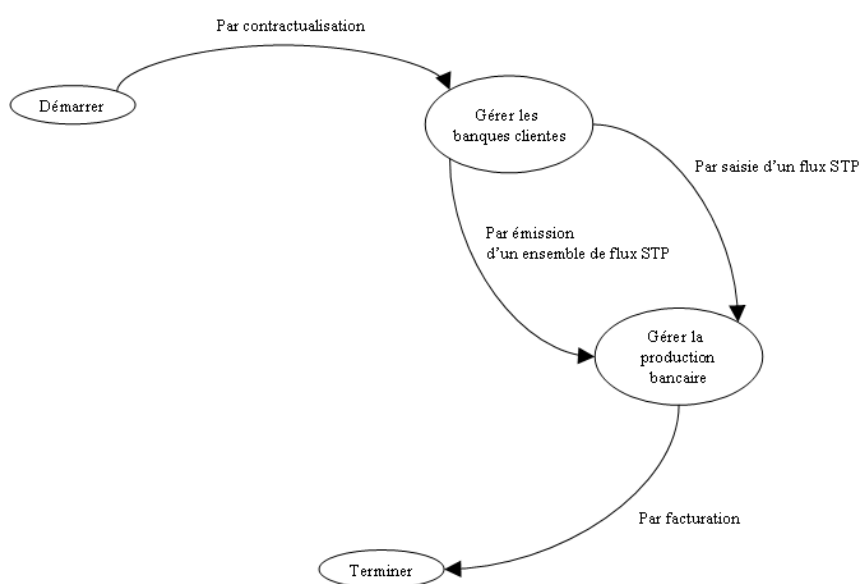 Par contractualisation
Démarrer
Gérer les
banques clientes
Par saisie d'un flux STP
Par émission
d'un ensemble de flux STP
Gérer la
production
bancaire
Par facturation
Terminer